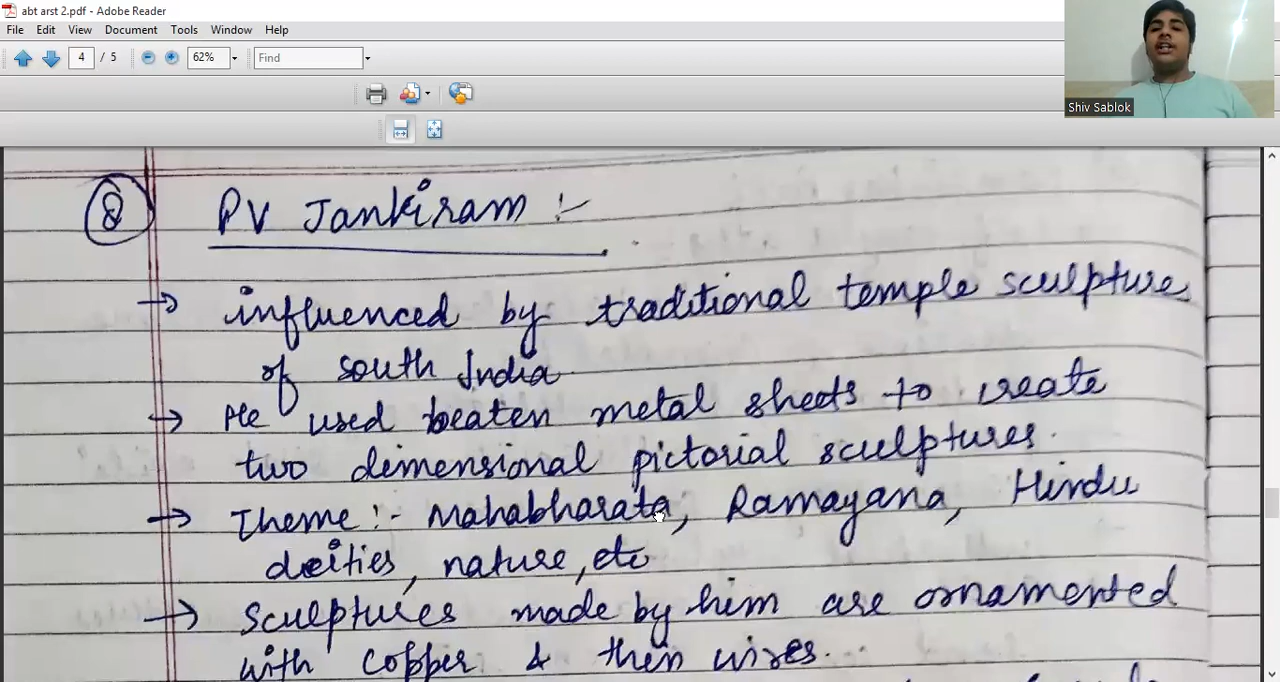 abt arst 2.pdf - Adobe Reader
File Edit View Document Tools Window Help
4 / 5 62% Find
Shiv Sablok
8 PV Jankiram :-
→ influenced by traditional temple sculptures
of south India
→ He used beaten metal sheets to create
two dimensional pictorial sculptures.
→ Theme :- Mahabharata, Ramayana, Hindu
deities, nature, etc
→ Sculptures made by him are ornamented
with copper & thin wires.